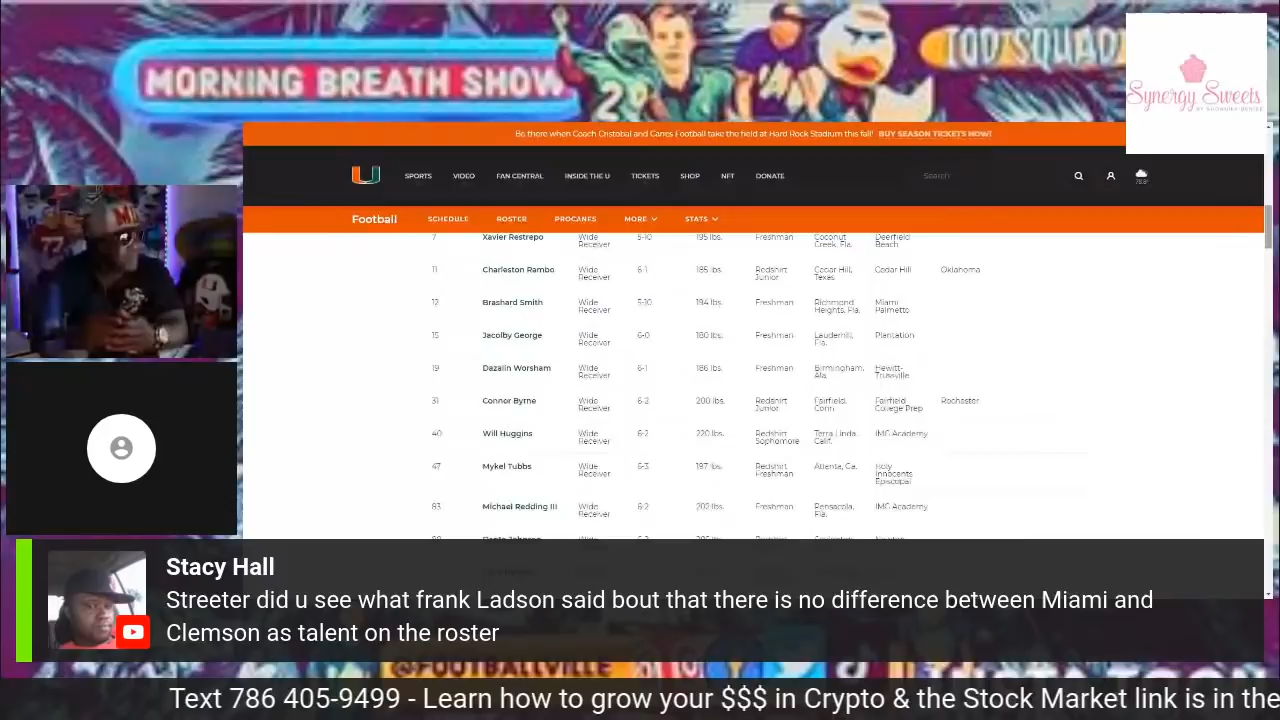 MORNING BREATH SHOW
100 SQUAD
Synergy Sweets
Be there when Coach Cristobal and Canes Football take the field at Hard Rock Stadium this fall! BUY SEASON TICKETS NOW!
SPORTS VIDEO FAN CENTRAL INSIDE THE U TICKETS SHOP NFT DONATE Search
Football SCHEDULE ROSTER PROCANES MORE STATS
7 Xavier Restrepo Wide Receiver 5-10 195 lbs. Freshman Coconut Creek, Fla. Deerfield Beach
11 Charleston Rambo Wide Receiver 6-1 185 lbs. Redshirt Junior Cedar Hill, Texas Cedar Hill Oklahoma
12 Brashard Smith Wide Receiver 5-10 194 lbs. Freshman Richmond Heights, Fla. Miami Palmetto
15 Jacolby George Wide Receiver 6-0 180 lbs. Freshman Lauderhill, Fla. Plantation
19 Dazalin Worsham Wide Receiver 6-1 186 lbs. Freshman Birmingham, Ala. Hewitt-Trussville
31 Connor Byrne Wide Receiver 6-2 200 lbs. Redshirt Junior Fairfield, Conn Fairfield College Prep Rochester
40 Will Huggins Wide Receiver 6-2 220 lbs. Redshirt Sophomore Terra Linda, Calif. IMG Academy
47 Mykel Tubbs Wide Receiver 6-3 197 lbs. Redshirt Freshman Atlanta, Ga. Holy Innocents Episcopal
83 Michael Redding III Wide Receiver 6-2 202 lbs. Freshman Pensacola, Fla. IMG Academy
Stacy Hall
Streeter did u see what frank Ladson said bout that there is no difference between Miami and
Clemson as talent on the roster
@FOOTBALLVILLE
Text 786 405-9499 - Learn how to grow your $$$ in Crypto & the Stock Market link is in the